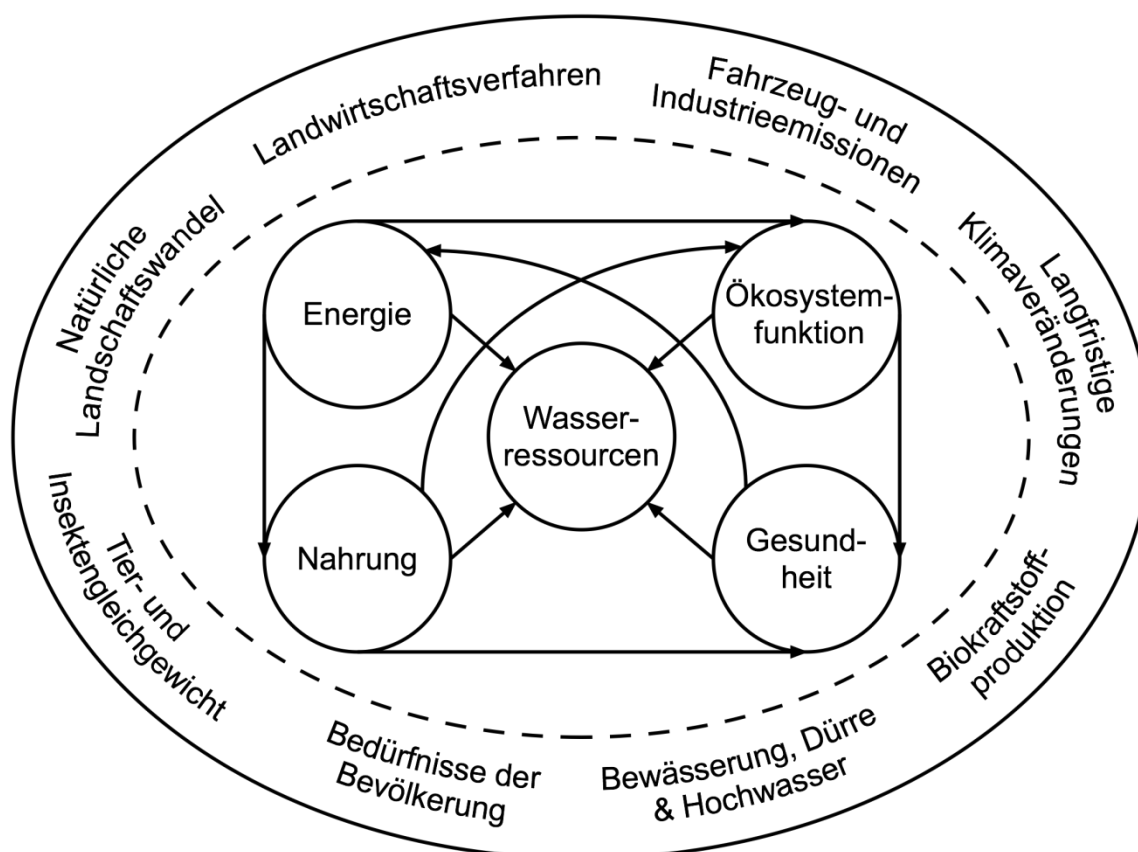 Landwirtschaftsverfahren
Fahrzeug- und
Industrieemissionen
Natürliche
Landschaftswandel
Langfristige
Klimaveränderungen
Energie
Ökosystem-
funktion
Wasser-
ressourcen
Nahrung
Gesund-
heit
Tier- und
Insektengleichgewicht
Biokraftstoff-
produktion
Bedürfnisse der
Bevölkerung
Bewässerung, Dürre
& Hochwasser